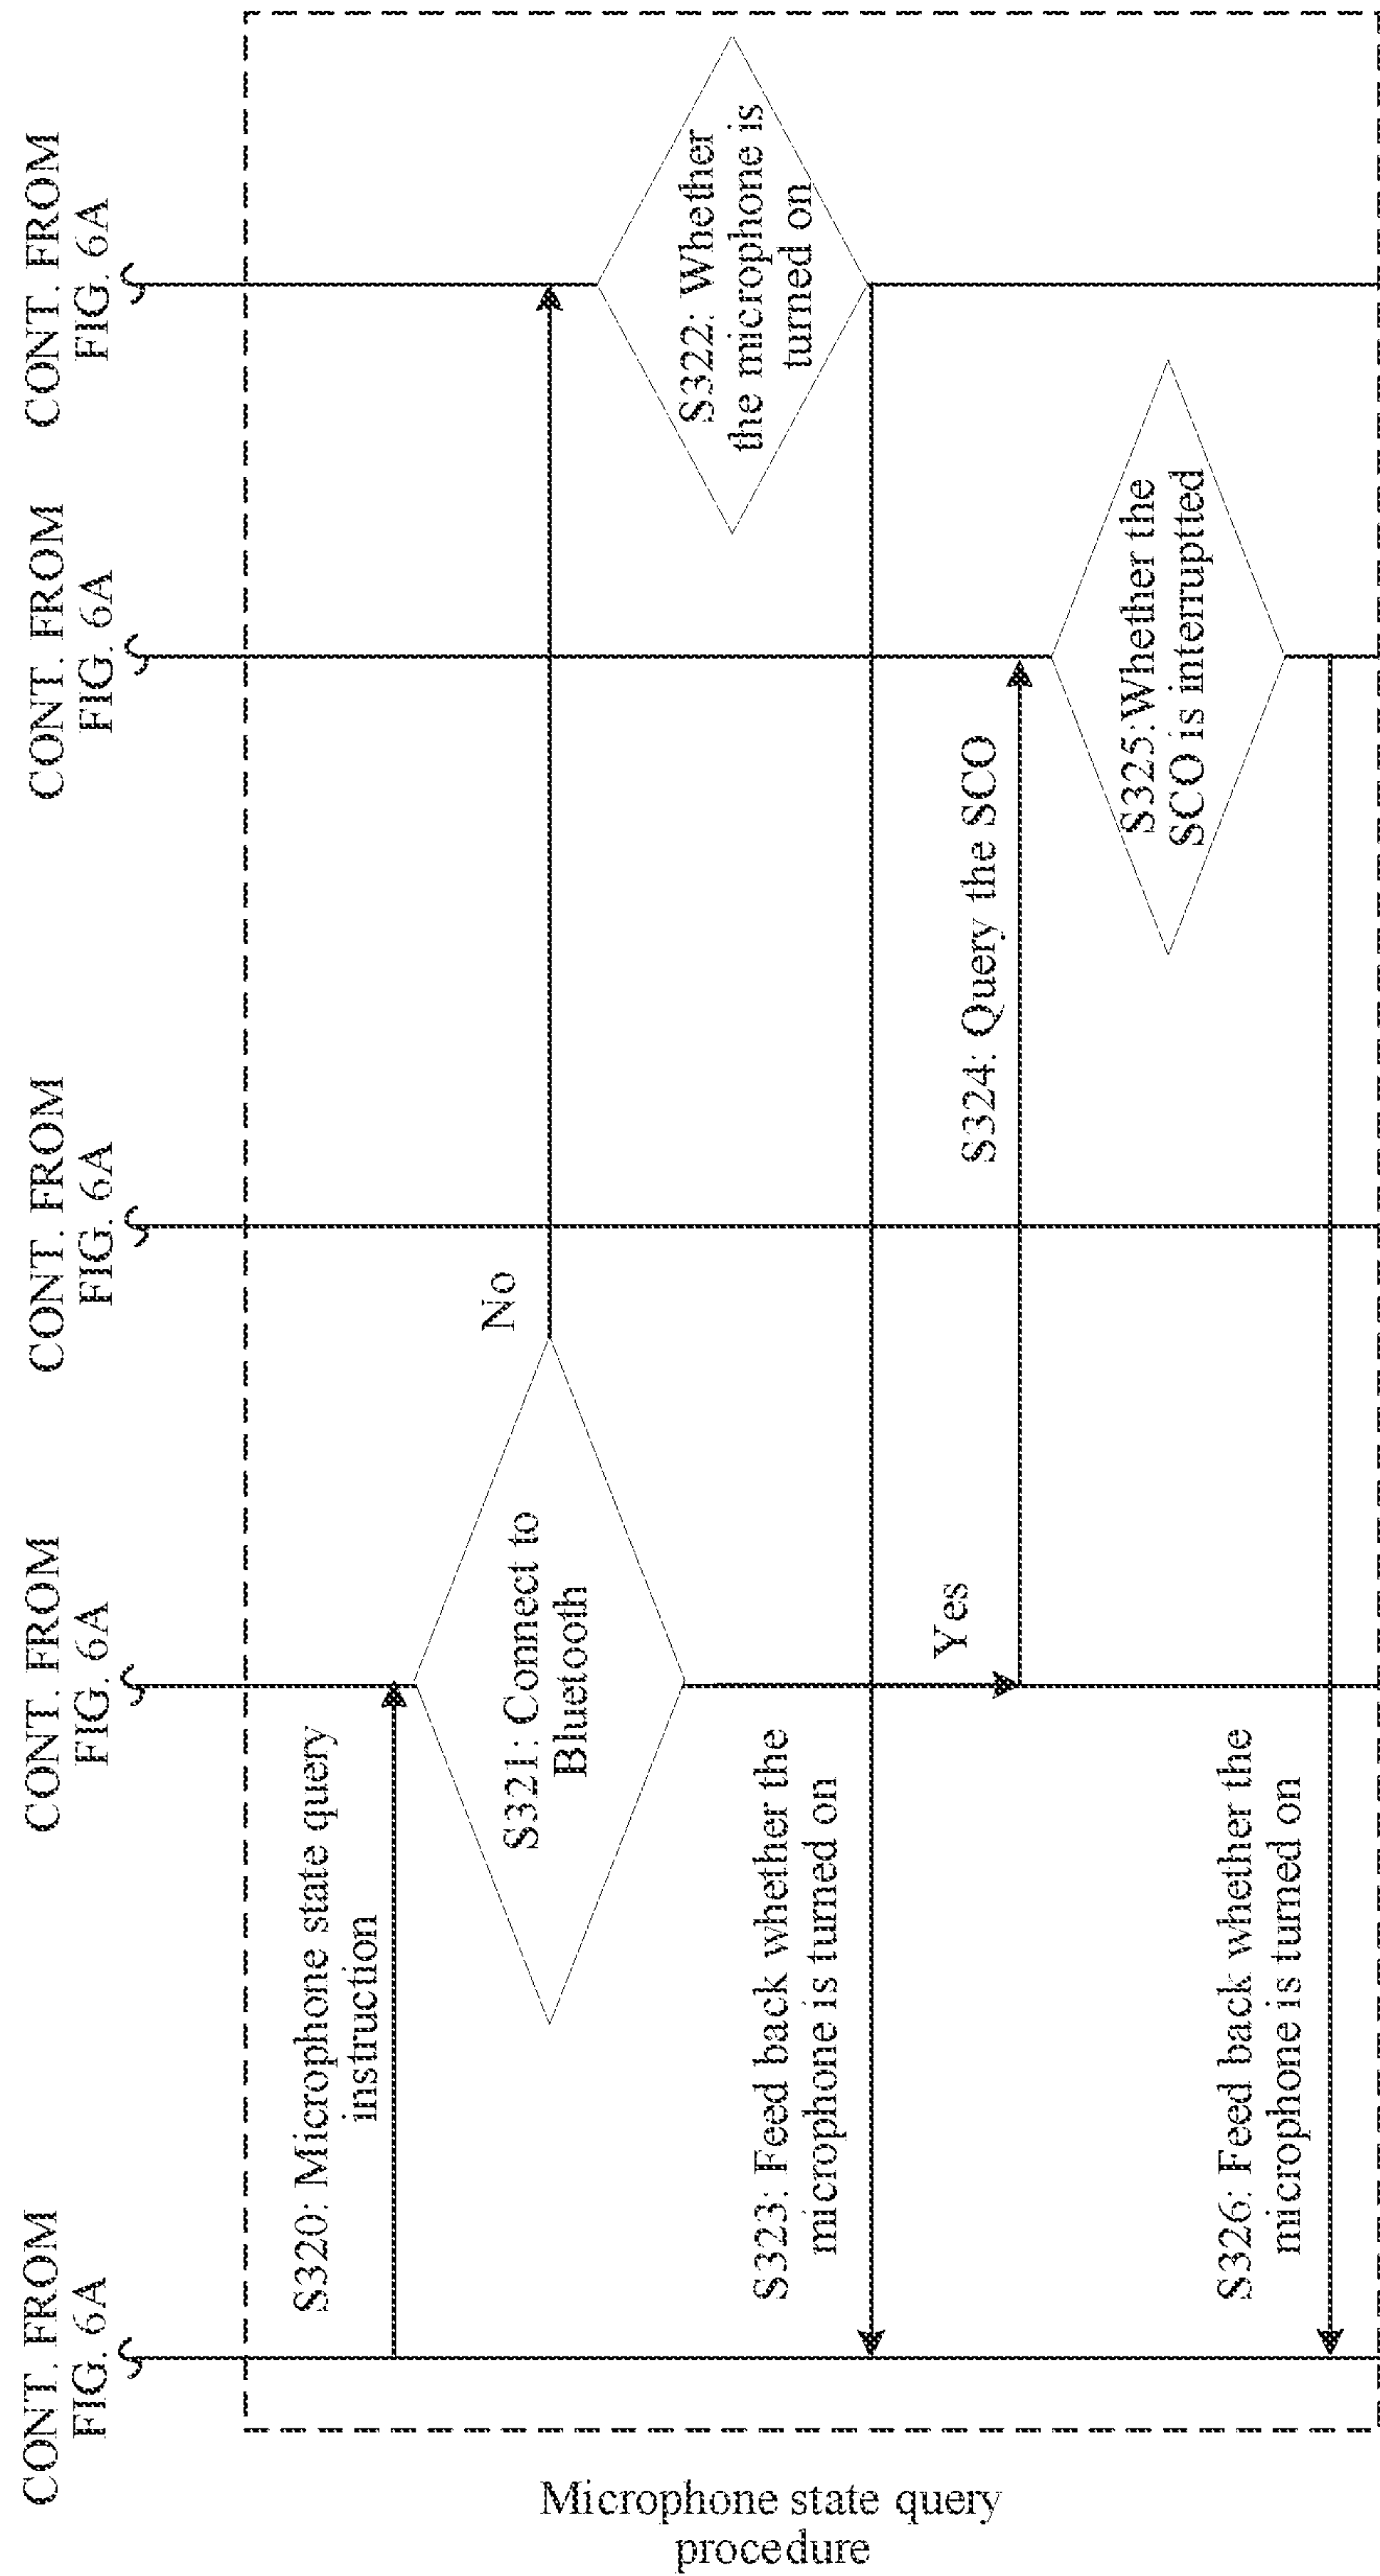 CONT. FROM
FIG. 6A
CONT. FROM
FIG. 6A
CONT. FROM
FIG. 6A
CONT. FROM
FIG. 6A
CONT. FROM
FIG. 6A
Microphone state query
procedure
S320: Microphone state query
instruction
S321: Connect to
Bluetooth
No
S322: Whether
the microphone is
turned on
S323: Feed back whether the
microphone is turned on
Yes
S324: Query the SCO
S325:Whether the
SCO is interruptted
S326: Feed back whether the
microphone is turned on